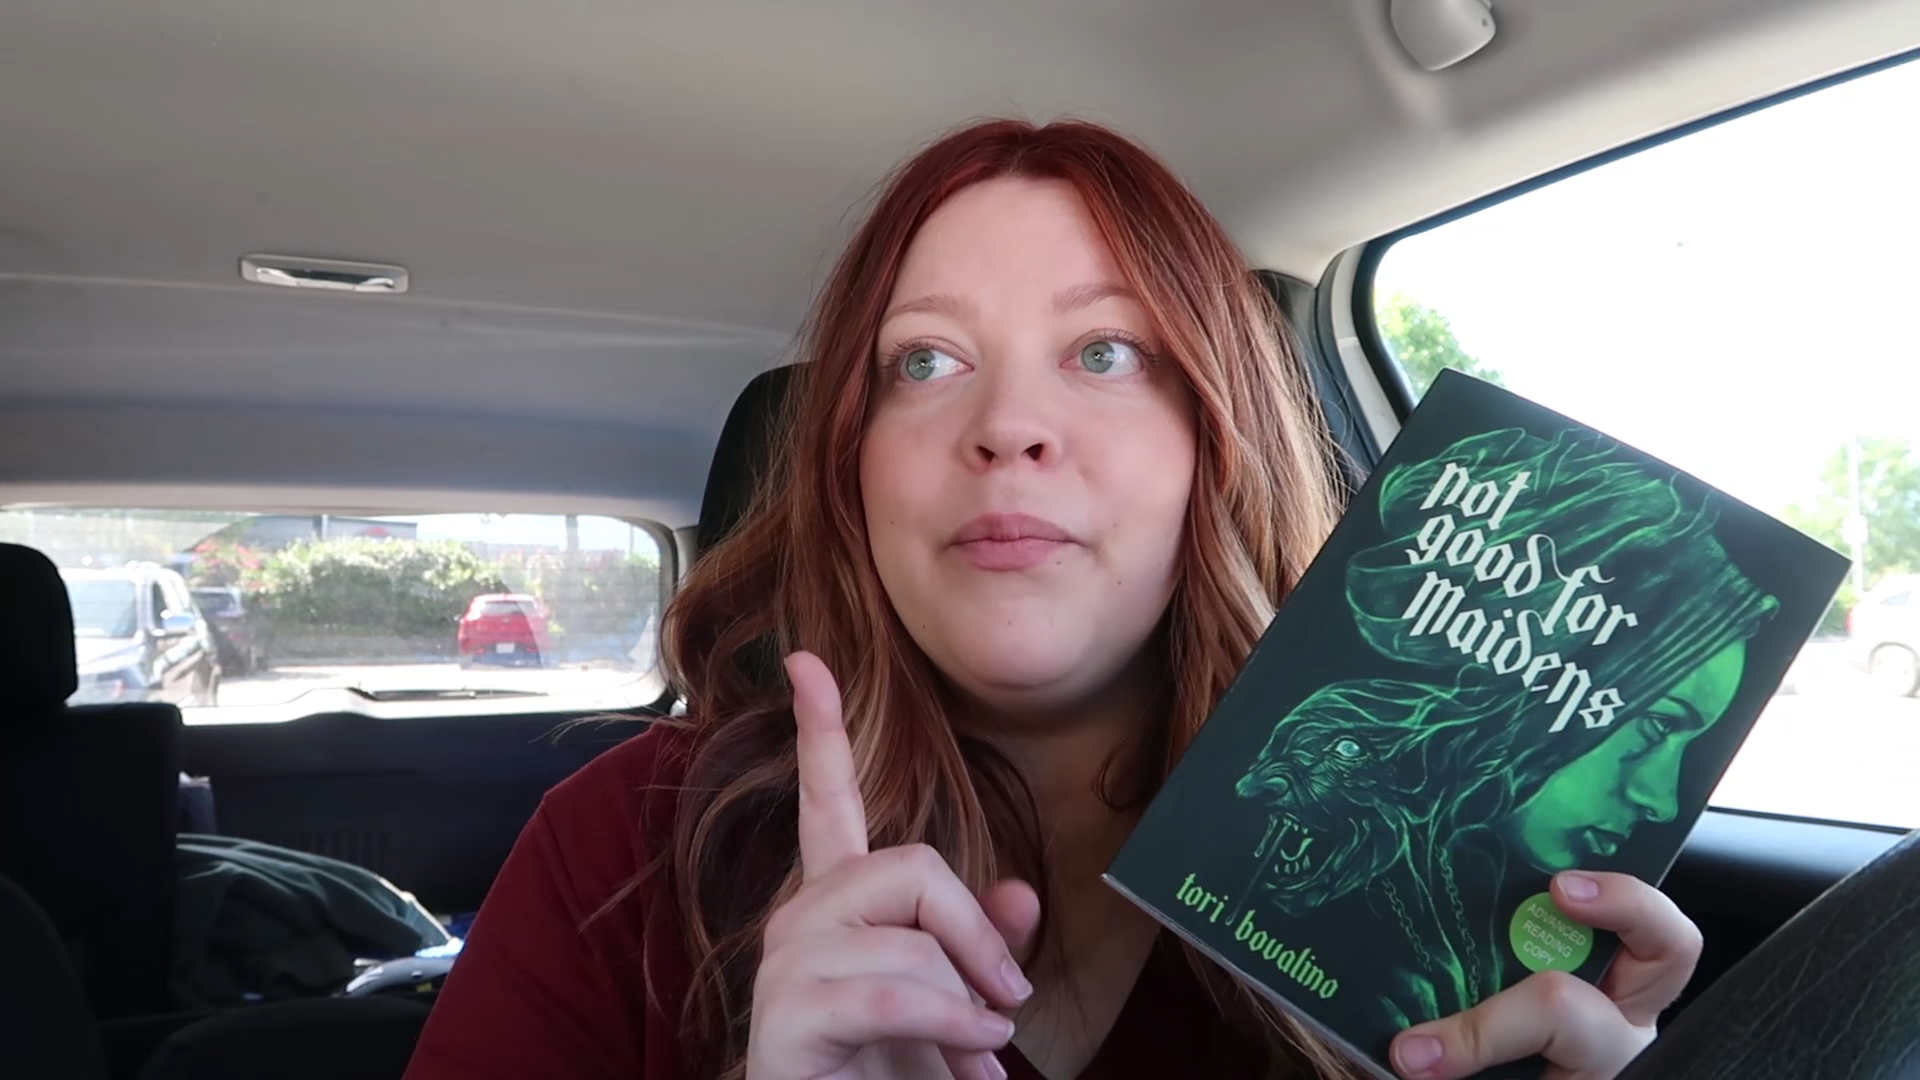 not
good for
maidens
tori bovalino
ADVANCED
READING
COPY